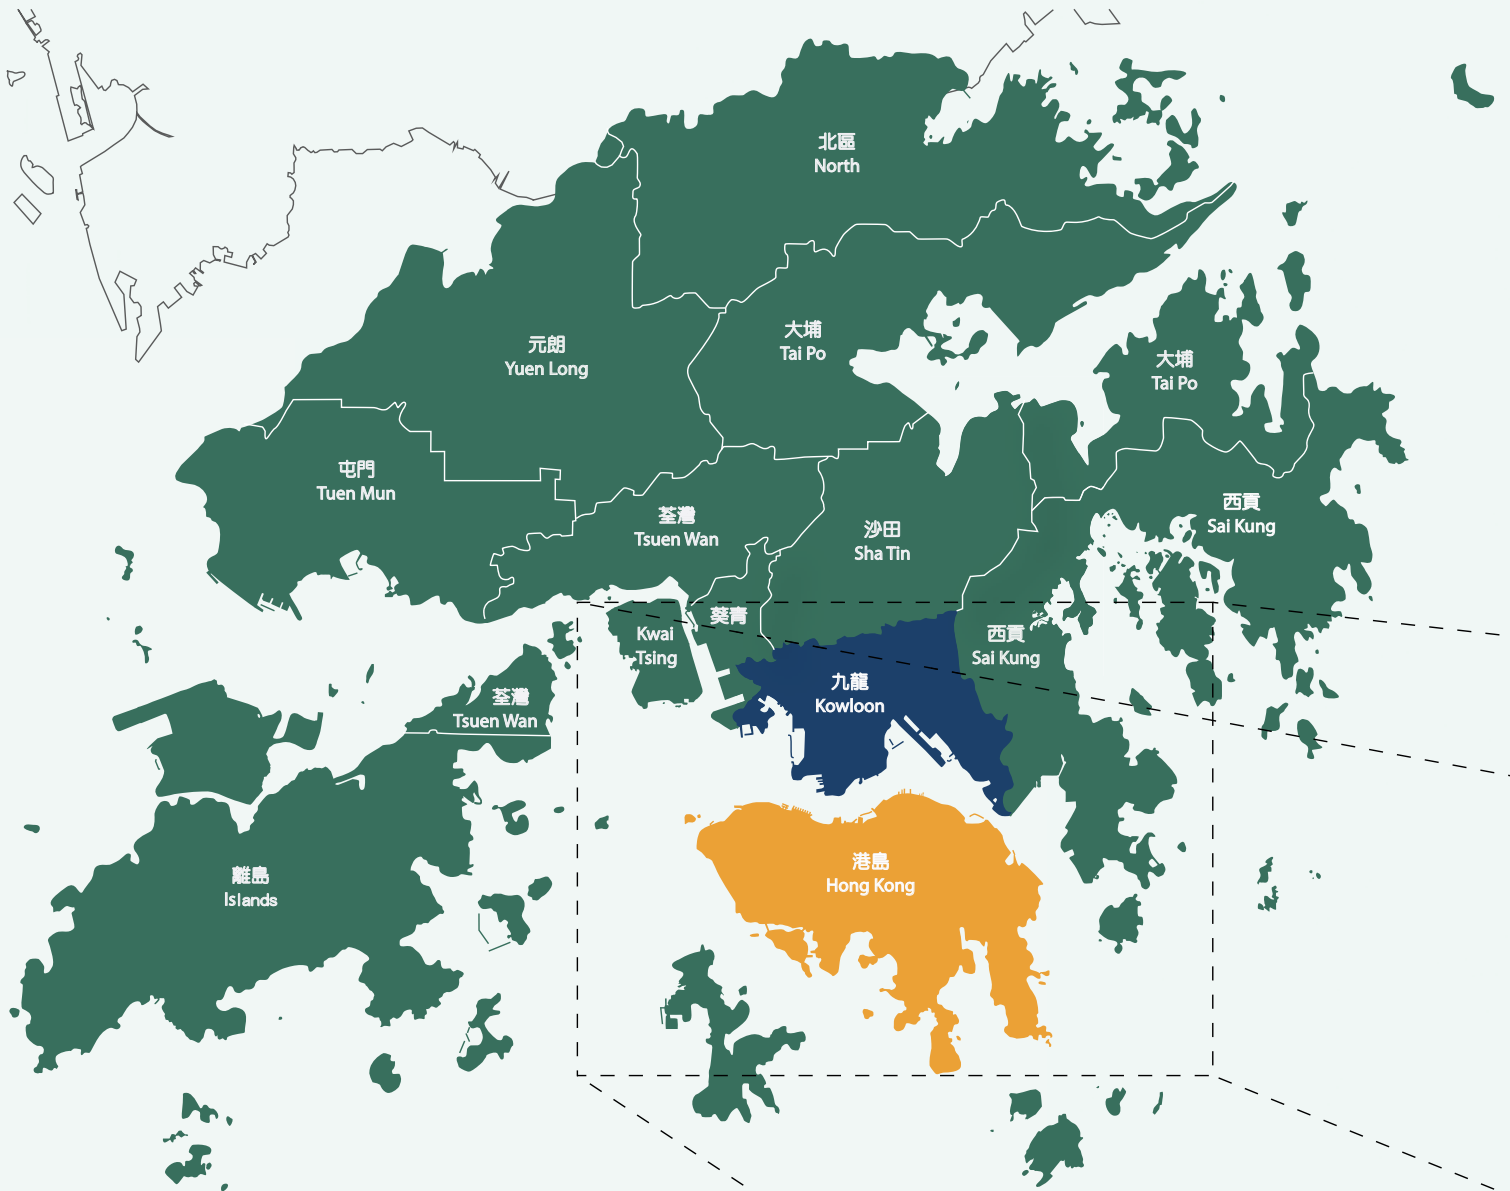 北區
North
大埔
Tai Po
元朗
Yuen Long
大埔
Tai Po
屯門
Tuen Mun
荃灣
Tsuen Wan
沙田
Sha Tin
西貢
Sai Kung
葵青
Kwai
Tsing
西貢
Sai Kung
荃灣
Tsuen Wan
九龍
Kowloon
離島
Islands
港島
Hong Kong